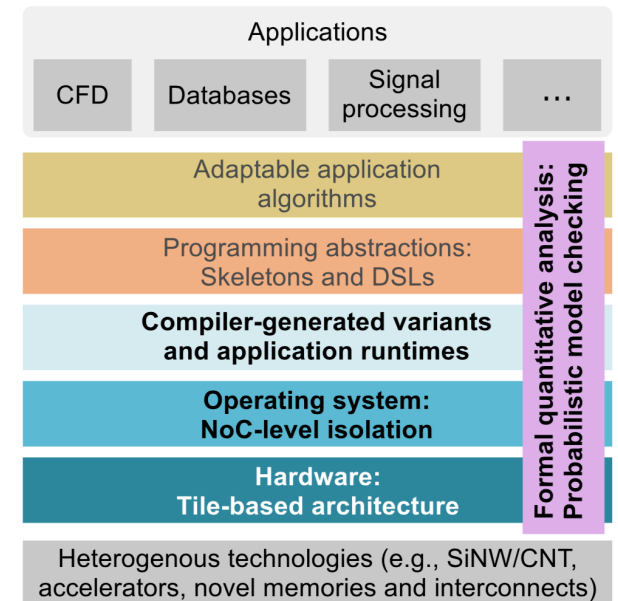 Applications
CFD
Databases
Signal
processing
...
Adaptable application
algorithms
Programming abstractions:
Skeletons and DSLs
Compiler-generated variants
and application runtimes
Operating system:
NoC-level isolation
Hardware:
Tile-based architecture
Formal quantitative analysis:
Probabilistic model checking
Heterogenous technologies (e.g., SiNW/CNT,
accelerators, novel memories and interconnects)